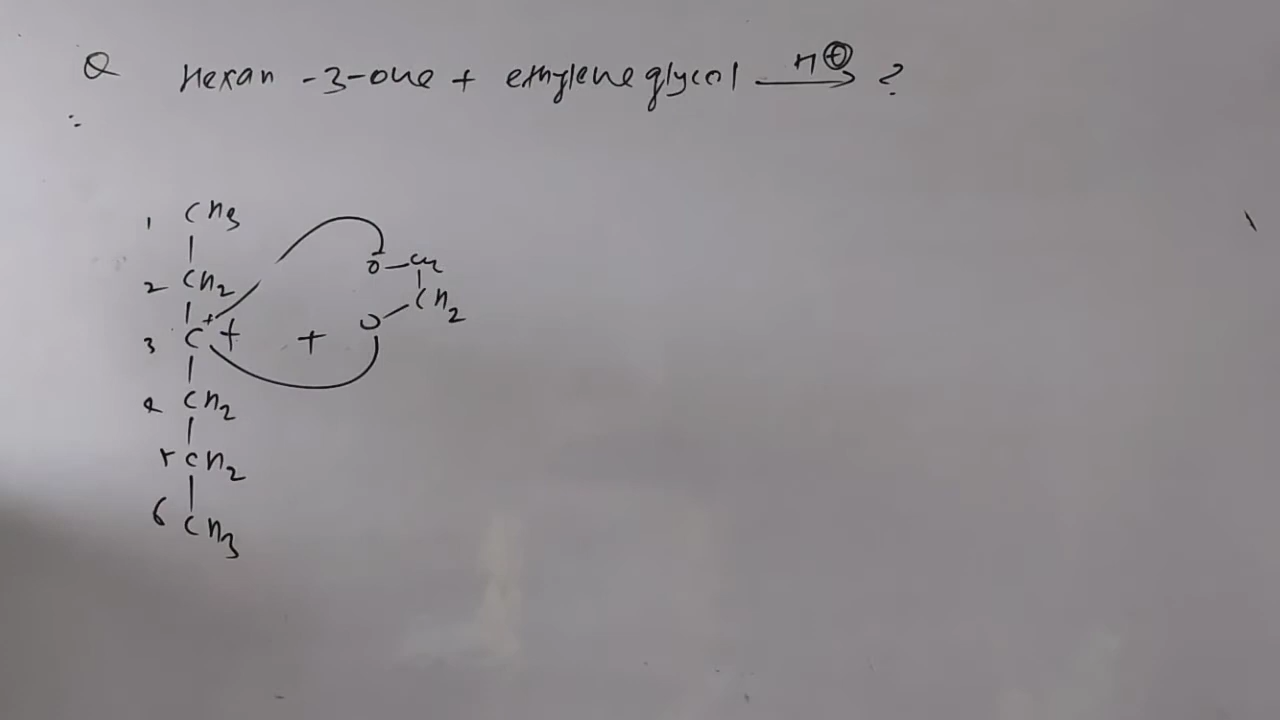 Q Hexan -3-one + ethylene glycol H⊕ → ?
1 CH3
2 CH2
3 C + + +
O - CH2
O - CH2
4 CH2
5 CH2
6 CH3